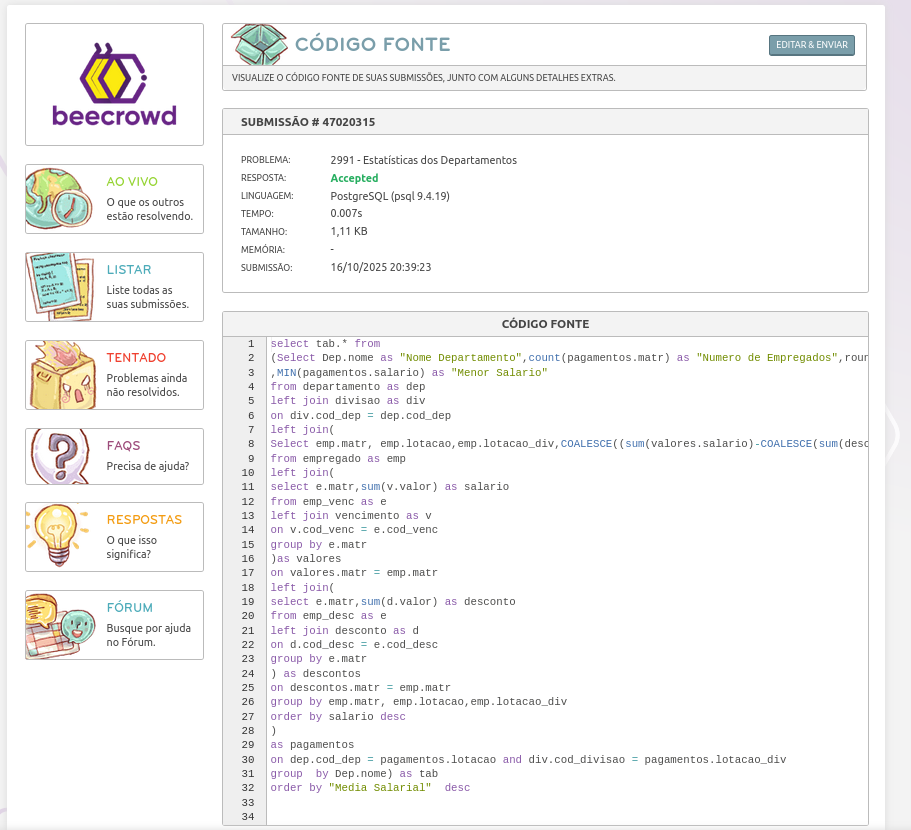 beecrowd
AO VIVO
O que os outros
estão resolvendo.
LISTAR
Liste todas as
suas submissões.
TENTADO
Problemas ainda
não resolvidos.
FAQS
Precisa de ajuda?
RESPOSTAS
O que isso
significa?
FÓRUM
Busque por ajuda
no Fórum.
CÓDIGO FONTE
EDITAR & ENVIAR
VISUALIZE O CÓDIGO FONTE DE SUAS SUBMISSÕES, JUNTO COM ALGUNS DETALHES EXTRAS.
SUBMISSÃO # 47020315
PROBLEMA: 2991 - Estatísticas dos Departamentos
RESPOSTA: Accepted
LINGUAGEM: PostgreSQL (psql 9.4.19)
TEMPO: 0.007s
TAMANHO: 1,11 KB
MEMÓRIA: -
SUBMISSÃO: 16/10/2025 20:39:23
CÓDIGO FONTE
1 select tab.* from
2 (Select Dep.nome as "Nome Departamento",count(pagamentos.matr) as "Numero de Empregados",roun
3 ,MIN(pagamentos.salario) as "Menor Salario"
4 from departamento as dep
5 left join divisao as div
6 on div.cod_dep = dep.cod_dep
7 left join(
8 Select emp.matr, emp.lotacao,emp.lotacao_div,COALESCE((sum(valores.salario)-COALESCE(sum(desc
9 from empregado as emp
10 left join(
11 select e.matr,sum(v.valor) as salario
12 from emp_venc as e
13 left join vencimento as v
14 on v.cod_venc = e.cod_venc
15 group by e.matr
16 )as valores
17 on valores.matr = emp.matr
18 left join(
19 select e.matr,sum(d.valor) as desconto
20 from emp_desc as e
21 left join desconto as d
22 on d.cod_desc = e.cod_desc
23 group by e.matr
24 ) as descontos
25 on descontos.matr = emp.matr
26 group by emp.matr, emp.lotacao,emp.lotacao_div
27 order by salario desc
28 )
29 as pagamentos
30 on dep.cod_dep = pagamentos.lotacao and div.cod_divisao = pagamentos.lotacao_div
31 group  by Dep.nome) as tab
32 order by "Media Salarial"  desc
33
34